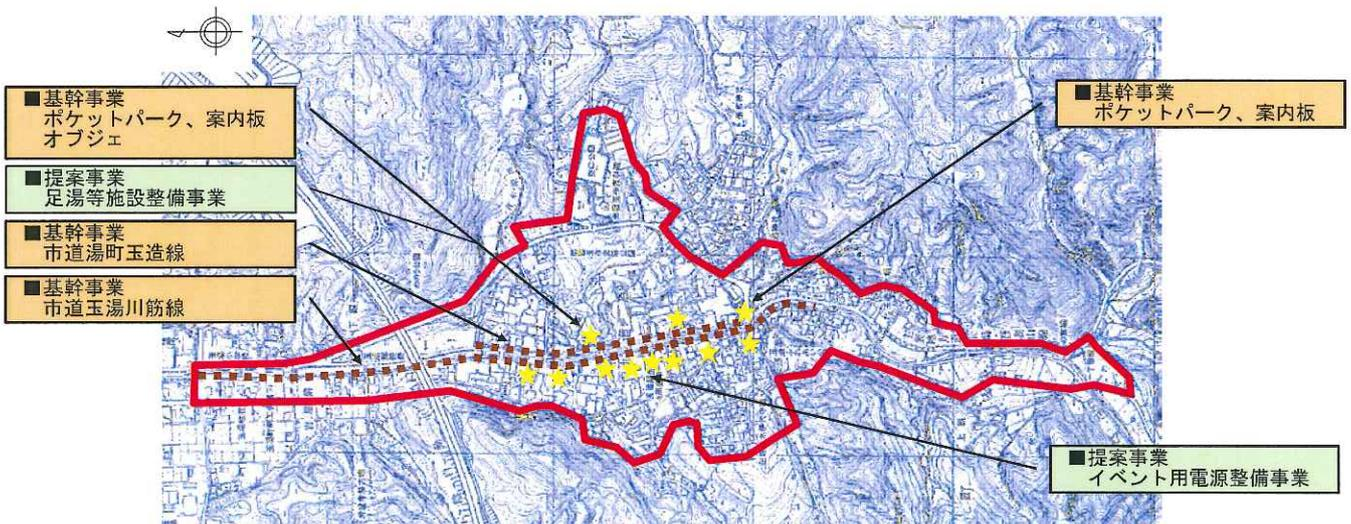 ■基幹事業
ポケットパーク、案内板
オブジェ
■提案事業
足湯等施設整備事業
■基幹事業
市道湯町玉造線
■基幹事業
市道玉湯川筋線
■基幹事業
ポケットパーク、案内板
■提案事業
イベント用電源整備事業